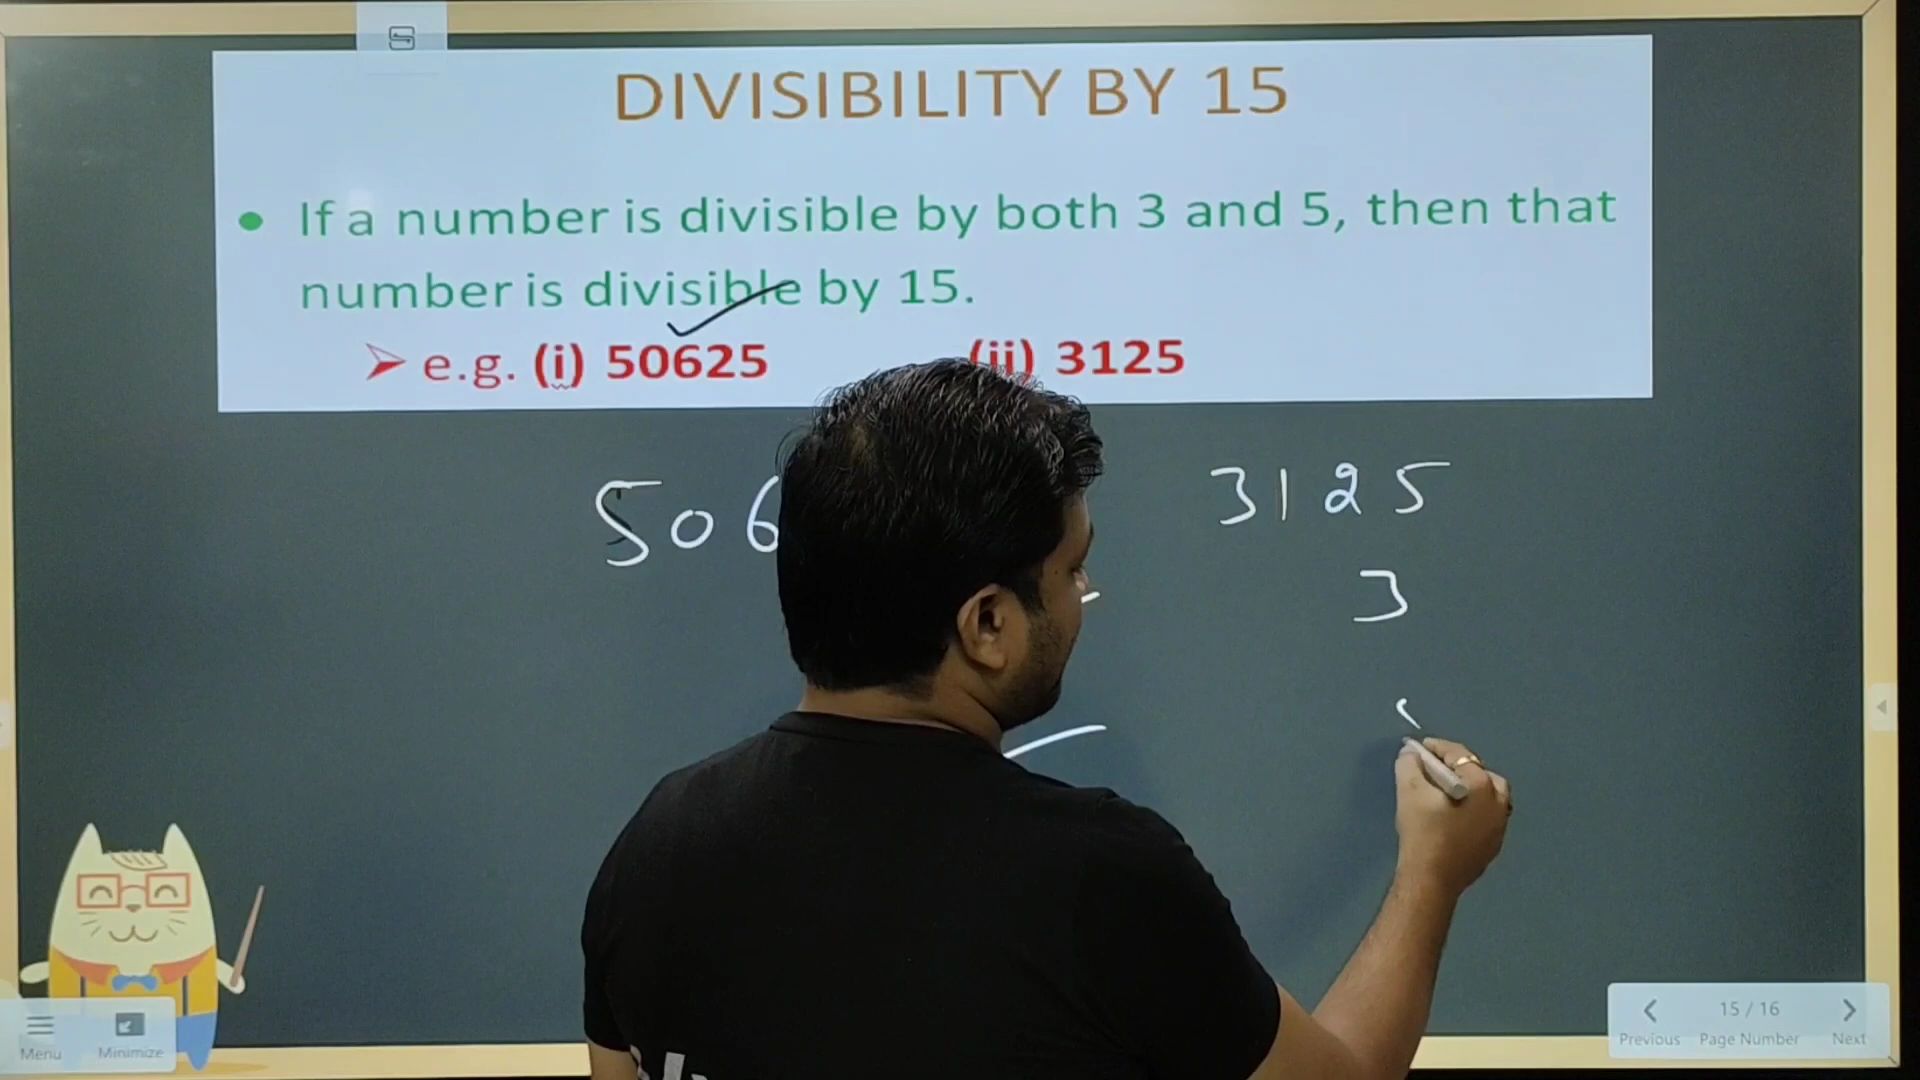 DIVISIBILITY BY 15
If a number is divisible by both 3 and 5, then that
number is divisible by 15.
e.g. (i) 50625 (ii) 3125
506 3125
3
Menu Minimize
15 / 16
Previous Page Number Next